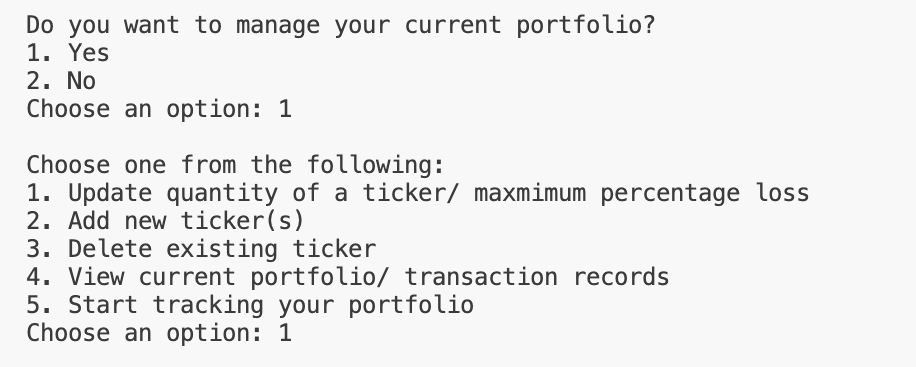 Do you want to manage your current portfolio?
1. Yes
2. No
Choose an option: 1
Choose one from the following:
1. Update quantity of a ticker/ maxmimum percentage loss
2. Add new ticker(s)
3. Delete existing ticker
4. View current portfolio/ transaction records
5. Start tracking your portfolio
Choose an option: 1